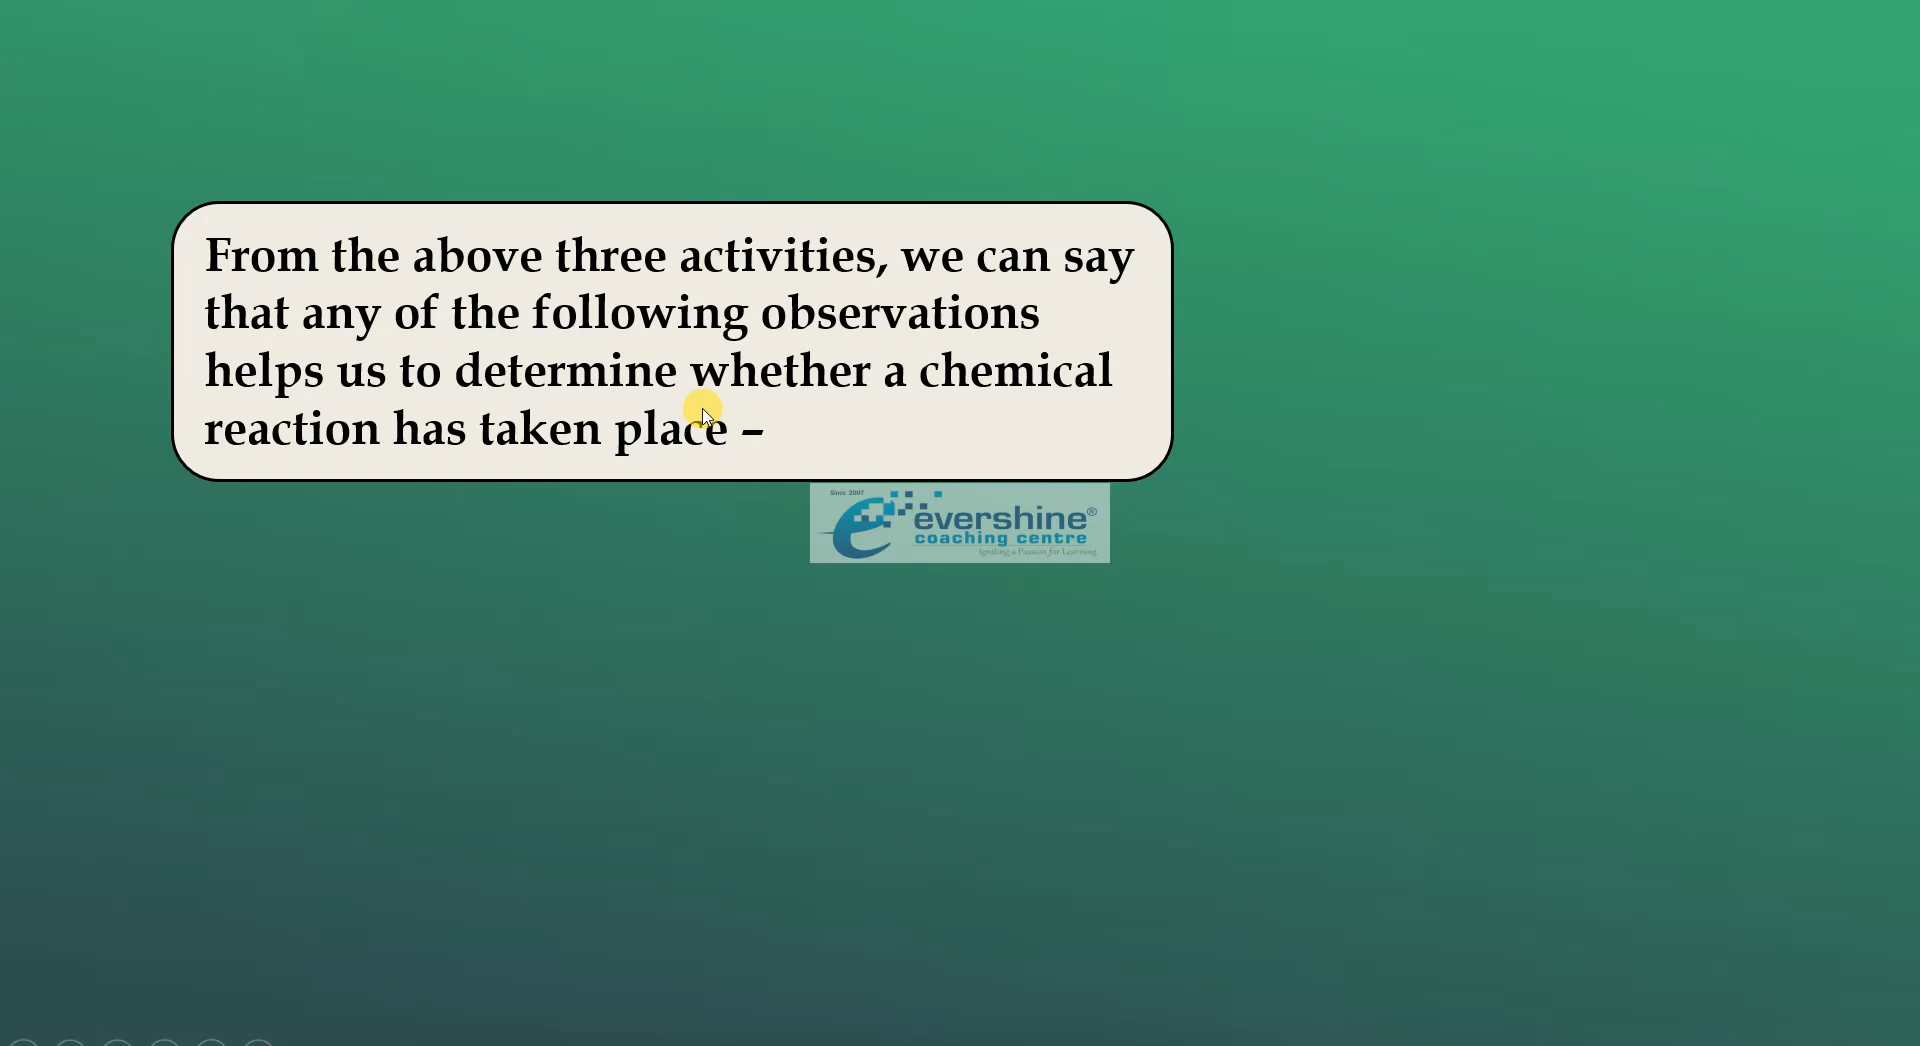 From the above three activities, we can say
that any of the following observations
helps us to determine whether a chemical
reaction has taken place –
Since 2007
evershine®
coaching centre
Igniting a Passion for Learning